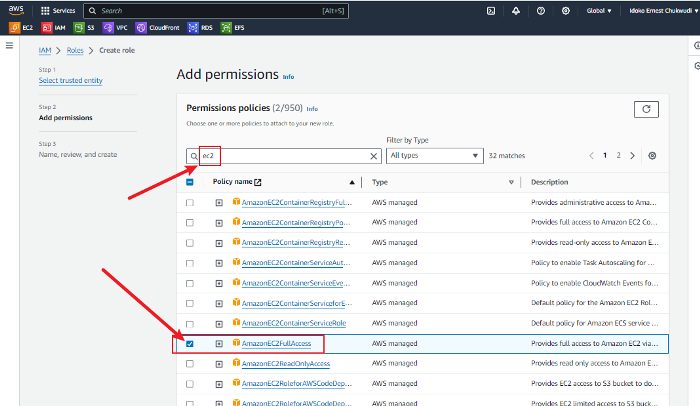 aws
Services
Search
[Alt+S]
Global
Idoko Ernest Chukwudi
EC2
IAM
S3
VPC
CloudFront
RDS
EFS
IAM > Roles > Create role
Step 1
Select trusted entity
Step 2
Add permissions
Step 3
Name, review, and create
Add permissions Info
Permissions policies (2/950) Info
Choose one or more policies to attach to your new role.
Filter by Type
ec2
All types
32 matches
1 2
Policy name
Type
Description
AmazonEC2ContainerRegistryFul...
AWS managed
Provides administrative access to Ama...
AmazonEC2ContainerRegistryPo...
AWS managed
Provides full access to Amazon EC2 Co...
AmazonEC2ContainerRegistryRe...
AWS managed
Provides read-only access to Amazon E...
AmazonEC2ContainerServiceAut...
AWS managed
Policy to enable Task Autoscaling for ...
AmazonEC2ContainerServiceEve...
AWS managed
Policy to enable CloudWatch Events fo...
AmazonEC2ContainerServiceforE...
AWS managed
Default policy for the Amazon EC2 Rol...
AmazonEC2ContainerServiceRole
AWS managed
Default policy for Amazon ECS service ...
AmazonEC2FullAccess
AWS managed
Provides full access to Amazon EC2 via...
AmazonEC2ReadOnlyAccess
AWS managed
Provides read only access to Amazon E...
AmazonEC2RoleforAWSCodeDep...
AWS managed
Provides EC2 access to S3 bucket to do...
AmazonEC2RoleforAWSCodeDep...
AWS managed
Provides EC2 limited access to S3 buck...